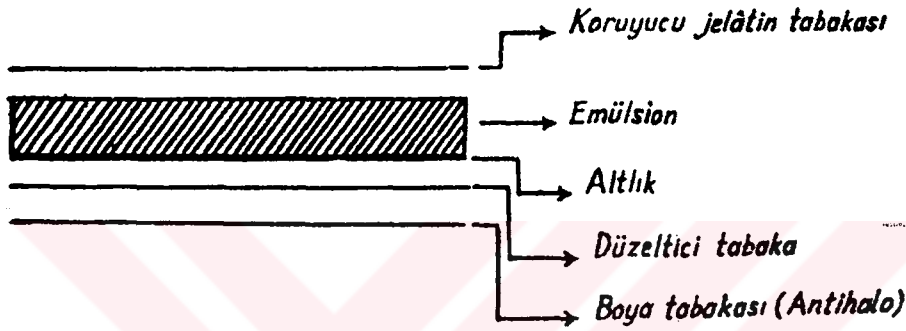 Koruyucu jelâtin tabakası
Emülsion
Altlık
Düzeltici tabaka
Boya tabakası (Antihalo)